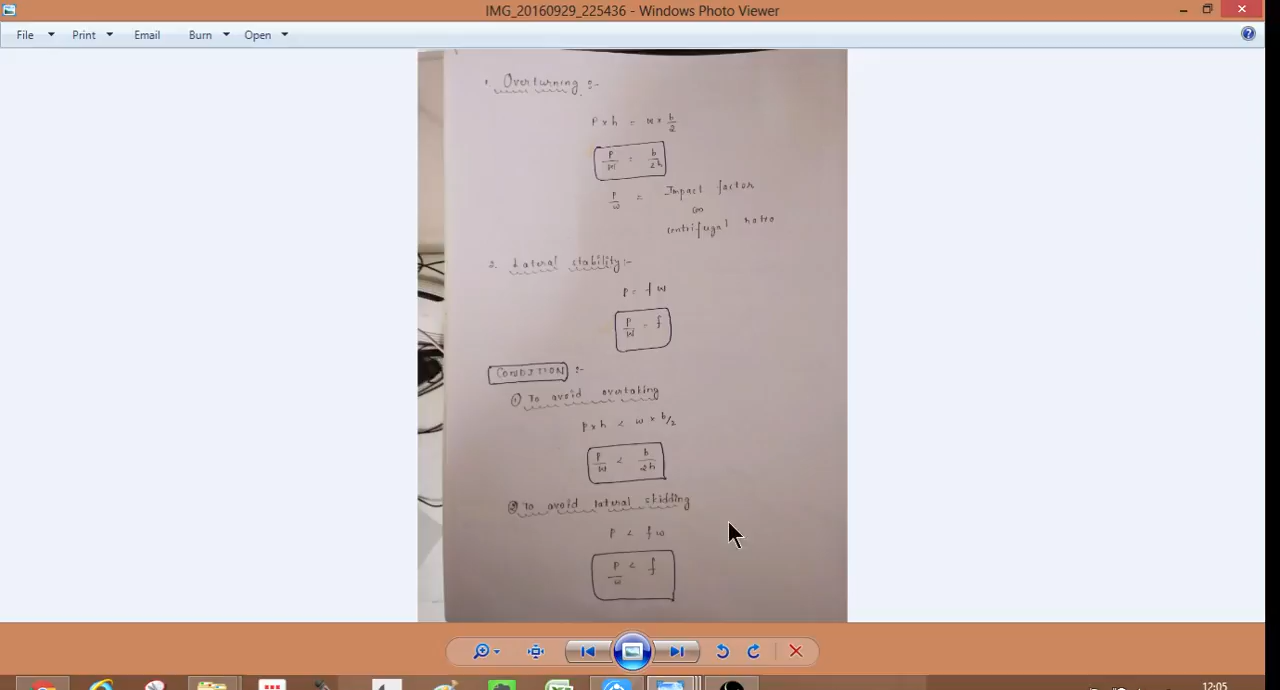 IMG_20160929_225436 - Windows Photo Viewer
File Print Email Burn Open
1. Overturning :-
P × h = W × b/2
P/W = b/2h
P/W = Impact factor
or
centrifugal ratio
2. Lateral stability:-
P = f W
P/W = f
CONDITION :-
① To avoid overtaking
P × h < W × b/2
P/W < b/2h
② To avoid lateral skidding
P < f W
P/W < f
12:05